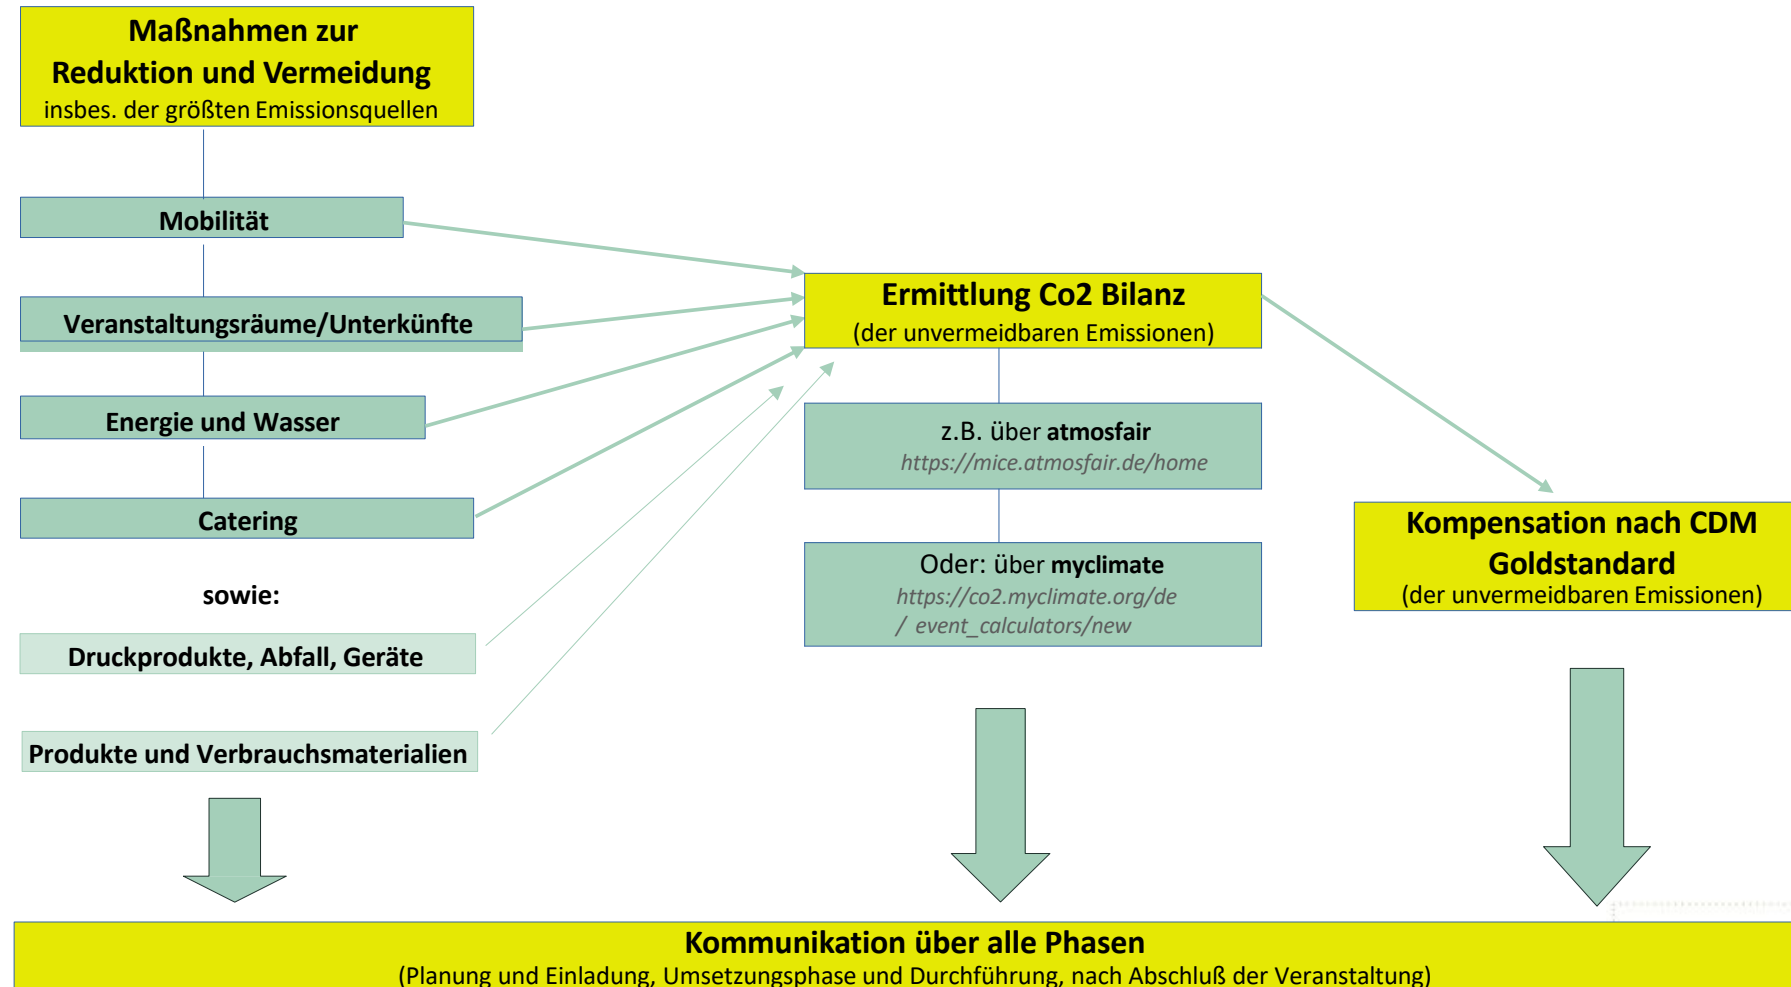 Maßnahmen zur
Reduktion und Vermeidung
insbes. der größten Emissionsquellen
Mobilität
Veranstaltungsräume/Unterkünfte
Energie und Wasser
Catering
sowie:
Druckprodukte, Abfall, Geräte
Produkte und Verbrauchsmaterialien
Ermittlung Co2 Bilanz
(der unvermeidbaren Emissionen)
z.B. über atmosfair
https://mice.atmosfair.de/home
Oder: über myclimate
https://co2.myclimate.org/de
/ event_calculators/new
Kompensation nach CDM
Goldstandard
(der unvermeidbaren Emissionen)
Kommunikation über alle Phasen
(Planung und Einladung, Umsetzungsphase und Durchführung, nach Abschluß der Veranstaltung)